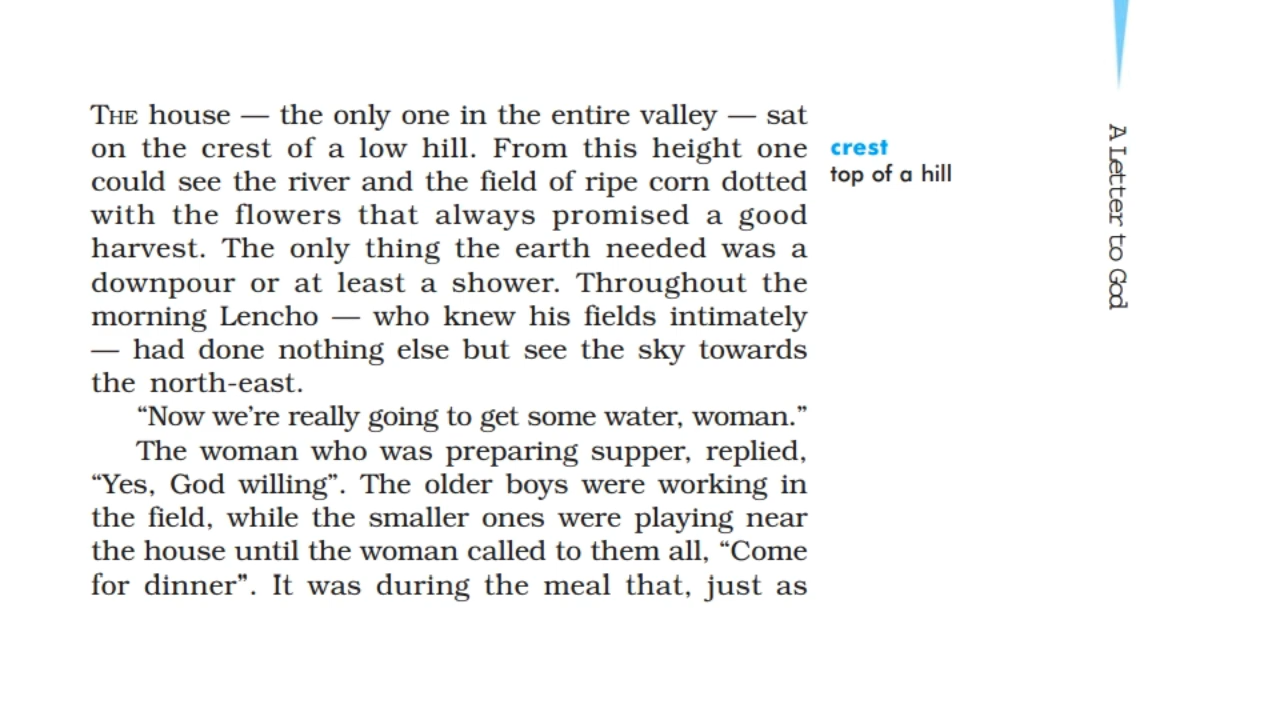 THE house — the only one in the entire valley — sat
on the crest of a low hill. From this height one
could see the river and the field of ripe corn dotted
with the flowers that always promised a good
harvest. The only thing the earth needed was a
downpour or at least a shower. Throughout the
morning Lencho — who knew his fields intimately
— had done nothing else but see the sky towards
the north-east.
“Now we’re really going to get some water, woman.”
The woman who was preparing supper, replied,
“Yes, God willing”. The older boys were working in
the field, while the smaller ones were playing near
the house until the woman called to them all, “Come
for dinner”. It was during the meal that, just as
crest
top of a hill
A Letter to God